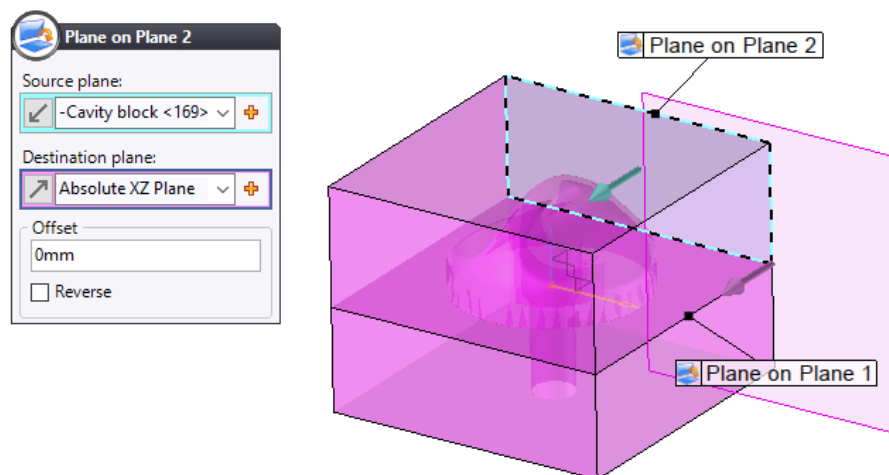 Plane on Plane 2
Source plane:
-Cavity block <169>
Destination plane:
Absolute XZ Plane
Offset
0mm
Reverse
Plane on Plane 2
Plane on Plane 1